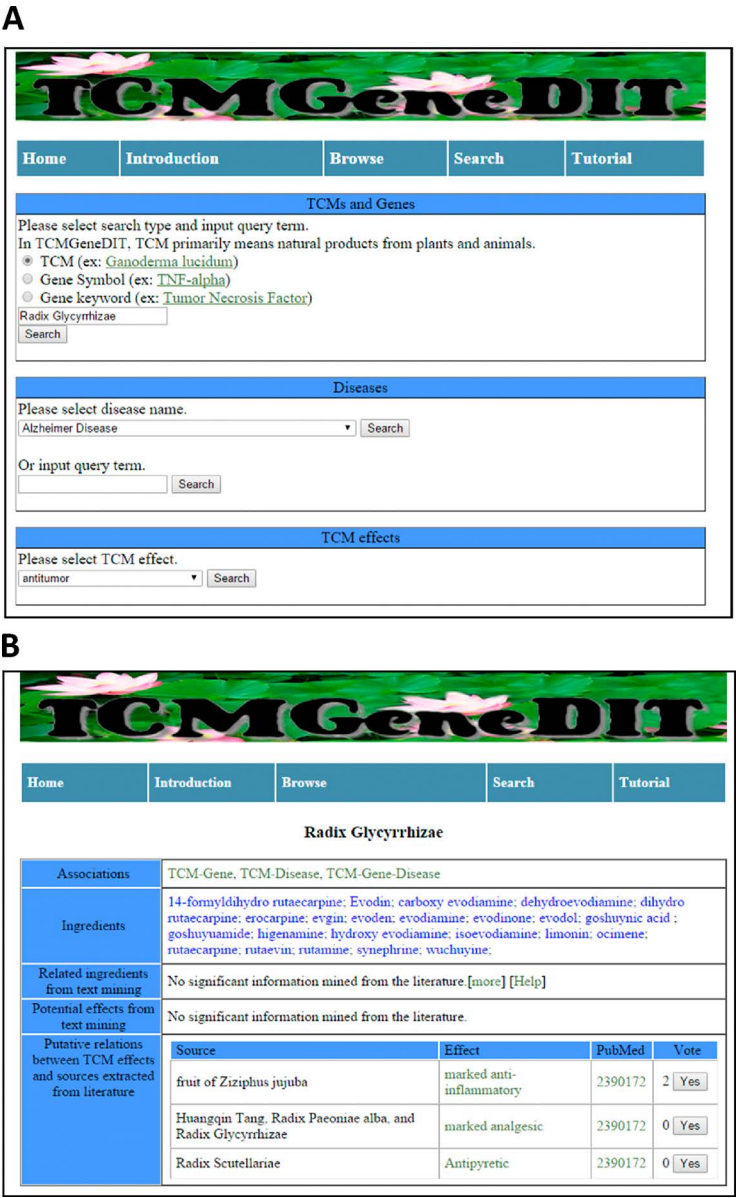 A
TCMGeneDIT
Home Introduction Browse Search Tutorial
TCMs and Genes
Please select search type and input query term.
In TCMGeneDIT, TCM primarily means natural products from plants and animals.
TCM (ex: Ganoderma lucidum)
Gene Symbol (ex: TNF-alpha)
Gene keyword (ex: Tumor Necrosis Factor)
Radix Glycyrrhizae
Search
Diseases
Please select disease name.
Alzheimer Disease Search
Or input query term.
Search
TCM effects
Please select TCM effect.
antitumor Search
B
TCMGeneDIT
Home Introduction Browse Search Tutorial
Radix Glycyrrhizae
Associations TCM-Gene, TCM-Disease, TCM-Gene-Disease
Ingredients
14-formyldihydro rutaecarpine; Evodin; carboxy evodiamine; dehydroevodiamine; dihydro
rutaecarpine; erocarpine; evgin; evoden; evodiamine; evodinone; evodol; goshuynic acid ;
goshuyuamide; higenamine; hydroxy evodiamine; isoevodiamine; limonin; ocimene;
rutaecarpine; rutaevin; rutamine; synephrine; wuchuyine;
Related ingredients
from text mining
No significant information mined from the literature.[more] [Help]
Potential effects from
text mining
No significant information mined from the literature.
Putative relations
between TCM effects
and sources extracted
from literature
Source Effect PubMed Vote
fruit of Ziziphus jujuba
marked anti-
inflammatory
2390172 2 Yes
Huangqin Tang, Radix Paeoniae alba, and
Radix Glycyrrhizae
marked analgesic 2390172 0 Yes
Radix Scutellariae Antipyretic 2390172 0 Yes